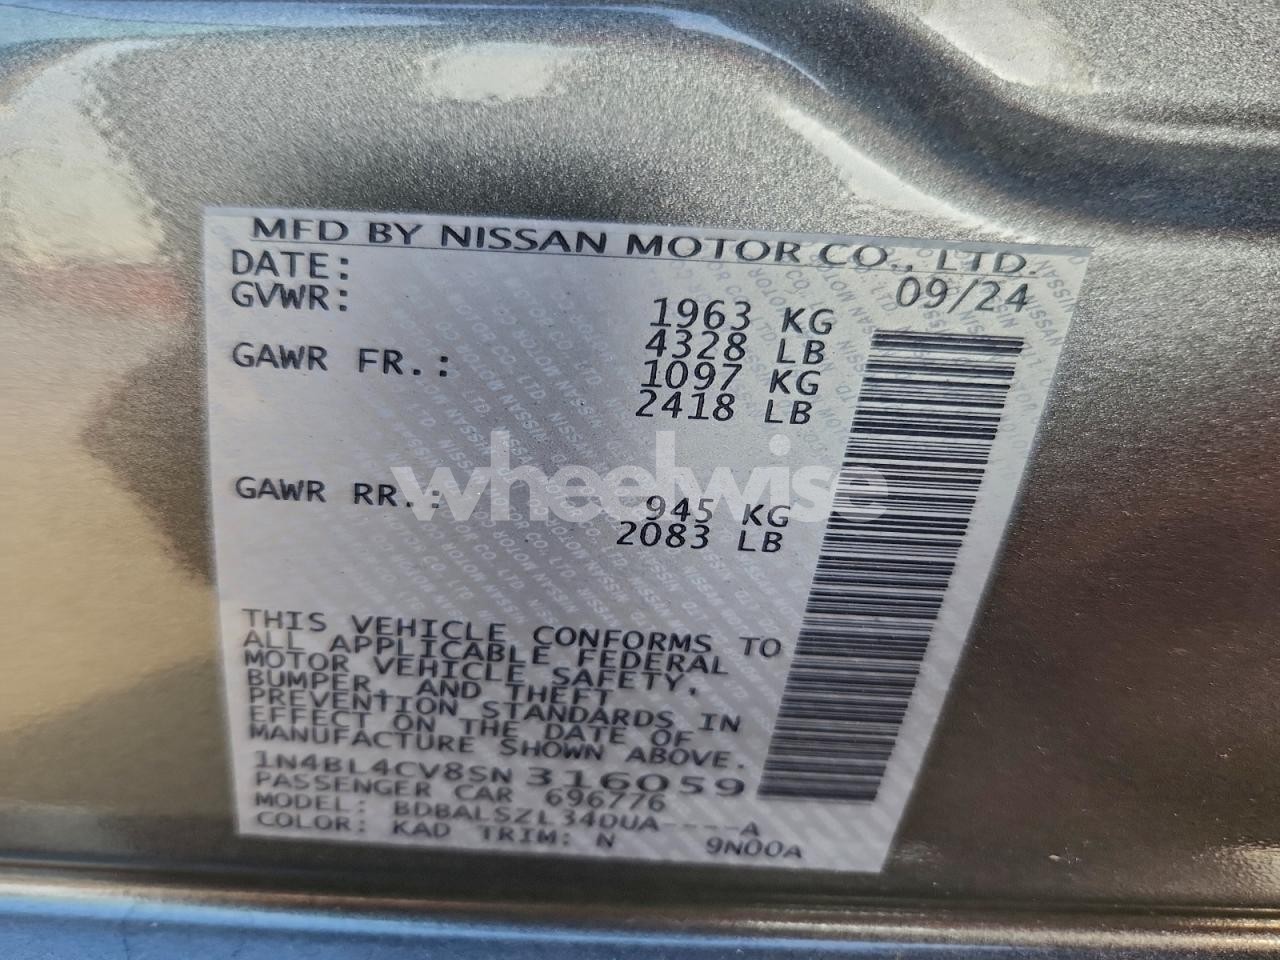 MFD BY NISSAN MOTOR CO., LTD.
DATE: 09/24
GVWR: 1963 KG
4328 LB
GAWR FR.: 1097 KG
2418 LB
GAWR RR.: 945 KG
2083 LB
THIS VEHICLE CONFORMS TO
ALL APPLICABLE FEDERAL
MOTOR VEHICLE SAFETY,
BUMPER, AND THEFT
PREVENTION STANDARDS IN
EFFECT ON THE DATE OF
MANUFACTURE SHOWN ABOVE.
1N4BL4CV8SN316059
PASSENGER CAR 696776
MODEL: BDBALSZL34DUA----A
COLOR: KAD TRIM: N 9N00A
wheelwise